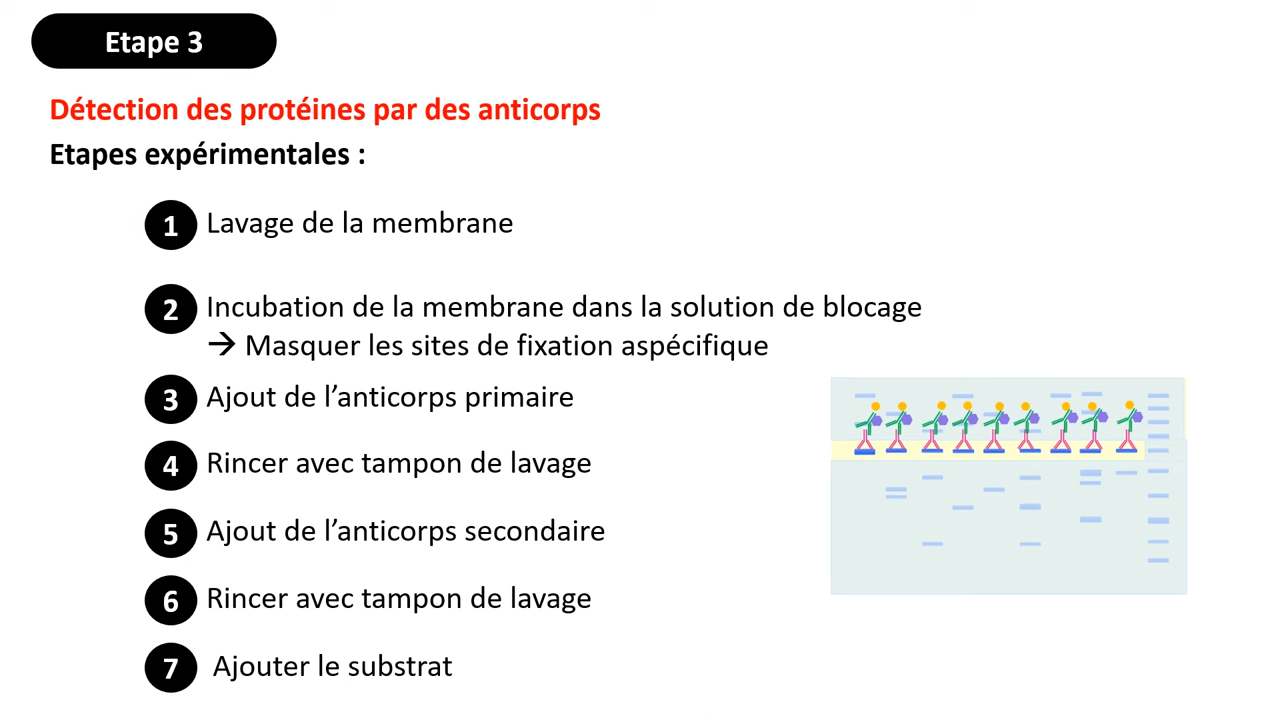 Etape 3
Détection des protéines par des anticorps
Etapes expérimentales :
1 Lavage de la membrane
2 Incubation de la membrane dans la solution de blocage
→ Masquer les sites de fixation aspécifique
3 Ajout de l’anticorps primaire
4 Rincer avec tampon de lavage
5 Ajout de l’anticorps secondaire
6 Rincer avec tampon de lavage
7 Ajouter le substrat